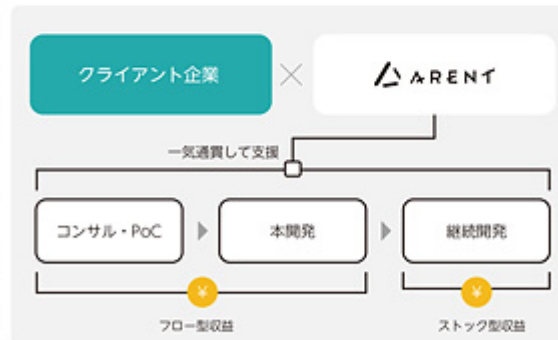 クライアント企業
×
ARENT
一気通貫して支援
コンサル・PoC
本開発
継続開発
¥
¥
フロー型収益
ストック型収益